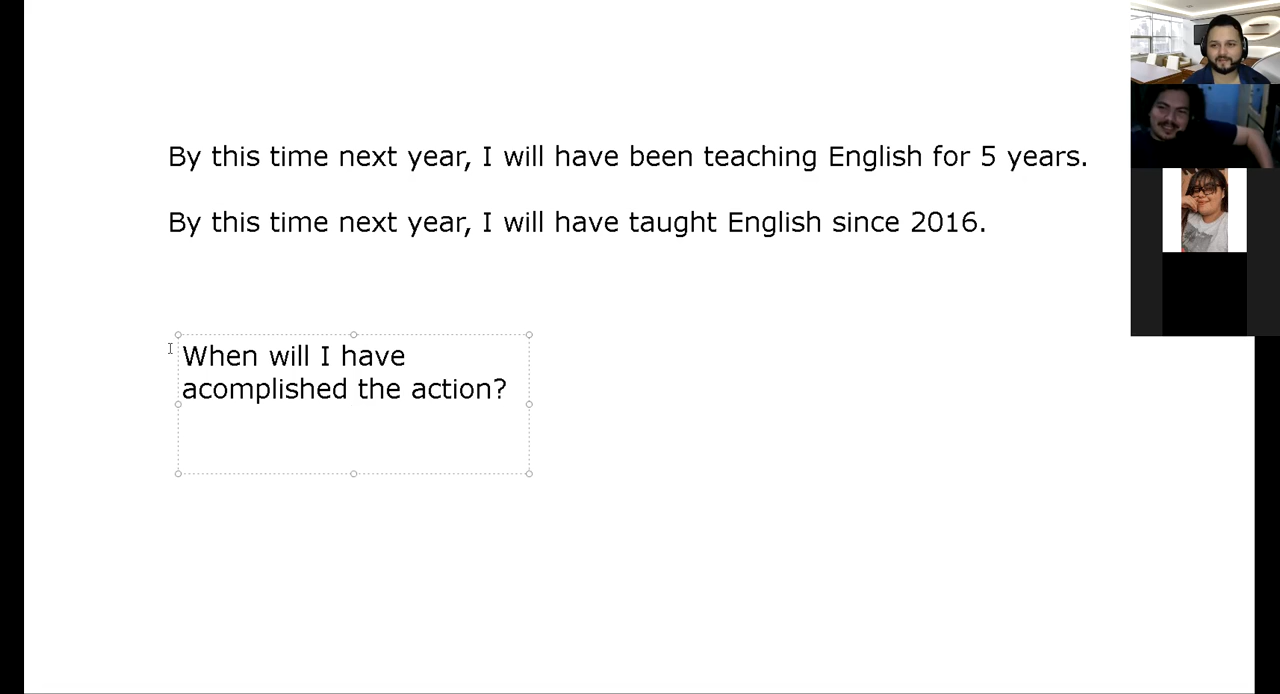 By this time next year, I will have been teaching English for 5 years.
By this time next year, I will have taught English since 2016.
When will I have
acomplished the action?